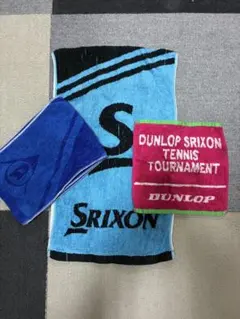 S
SRIXON
DUNLOP SRIXON
TENNIS
TOURNAMENT
DUNLOP